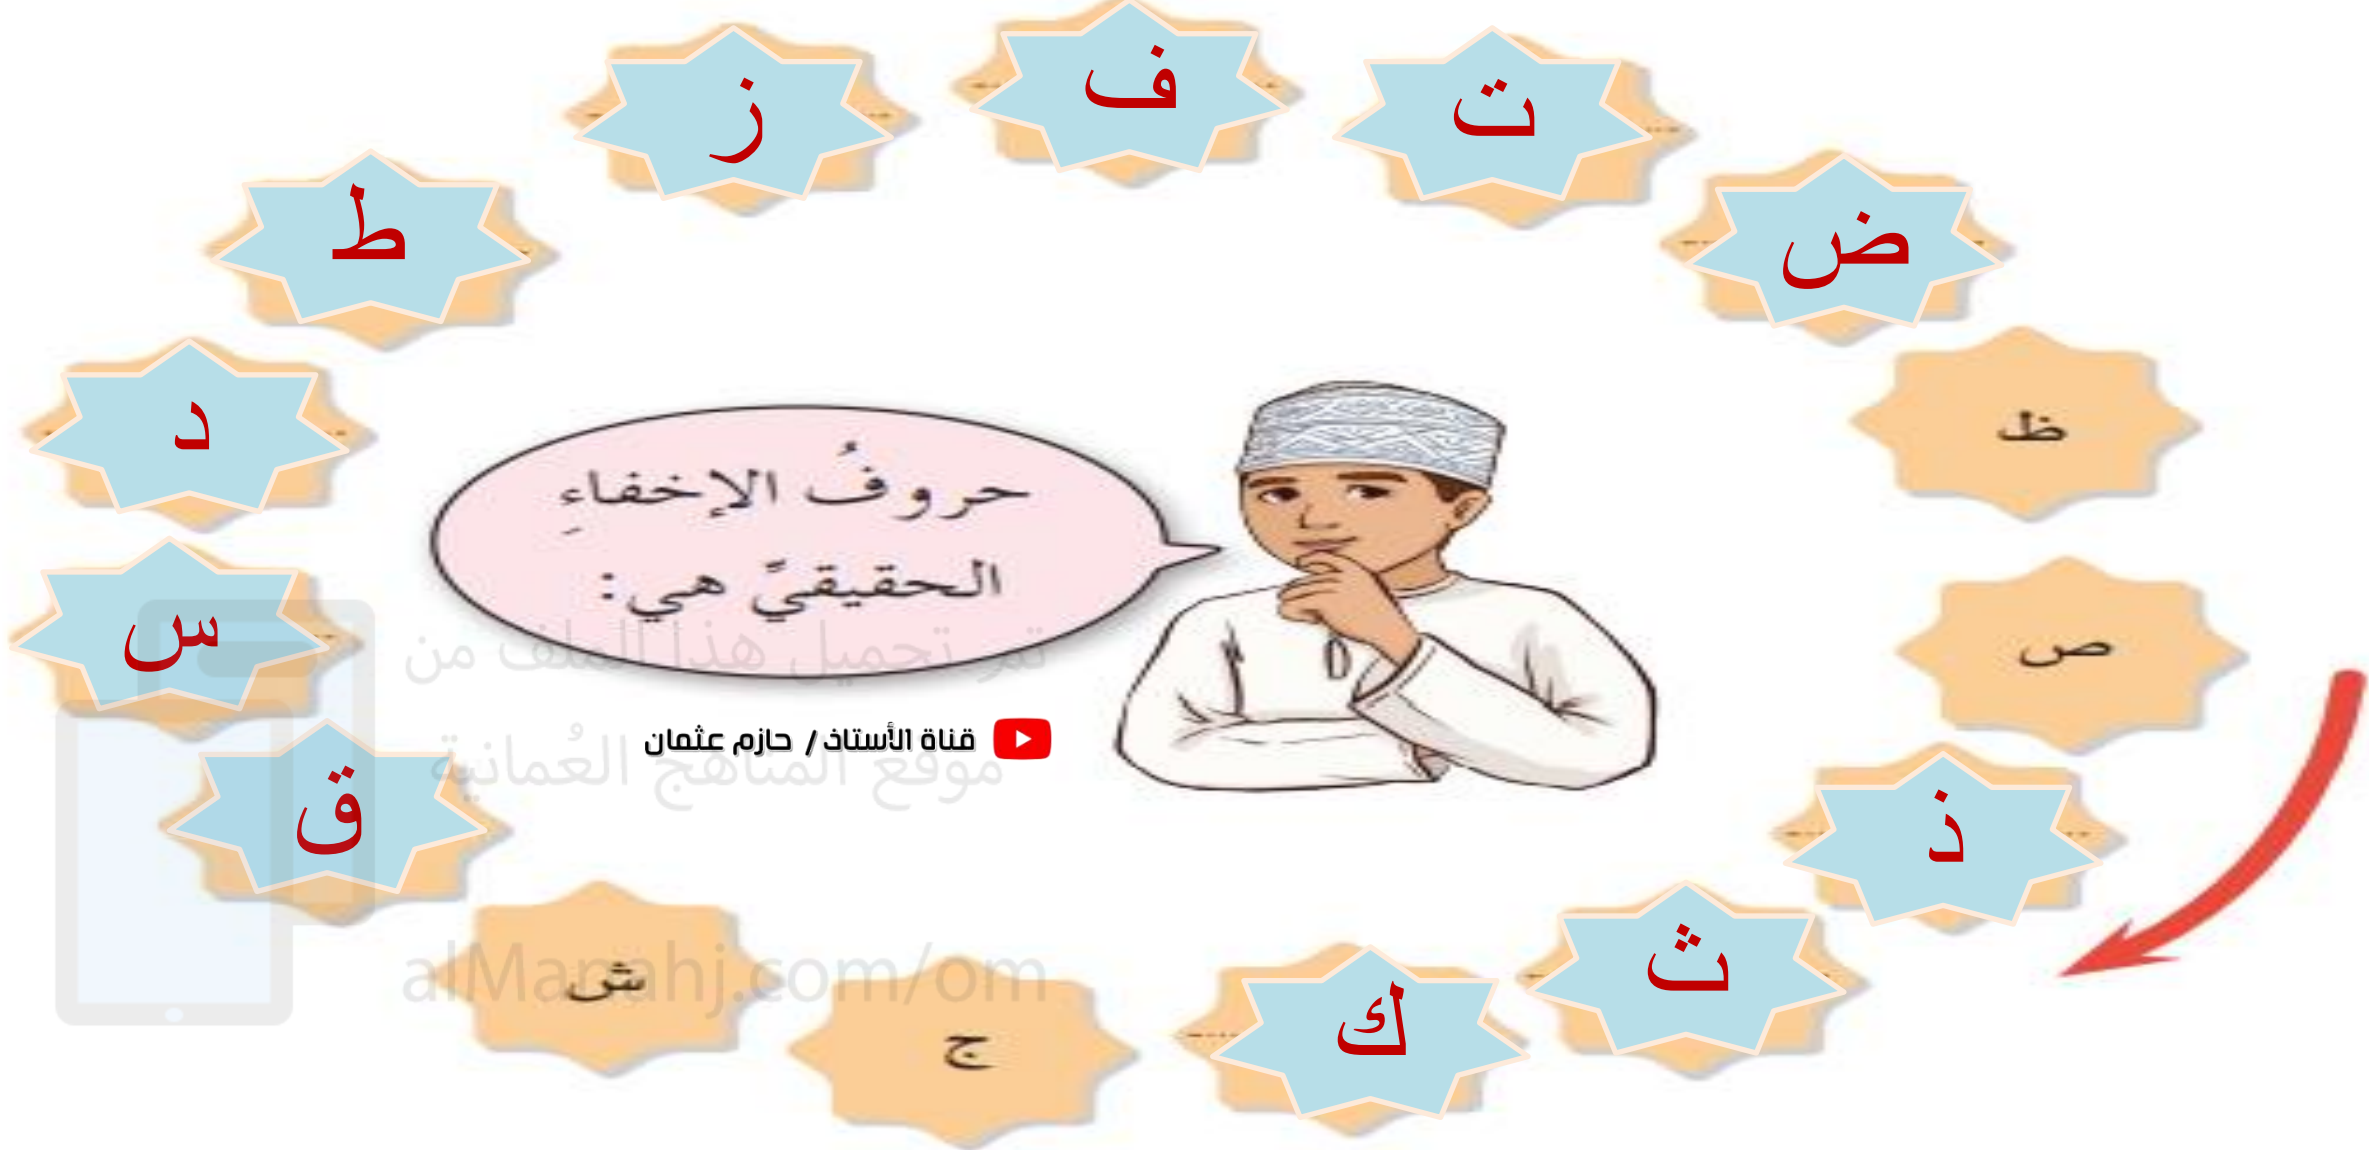 ف
ت
ز
ض
ط
ظ
د
حروفُ الإخفاءِ
الحقيقيِّ هي:
ص
س
تم تحميل هذا الملف من
قناة الأستاذ / حازم عثمان
موقع المناهج العُمانية
ق
ذ
ث
ش
alManahj.com/om
ك
ج